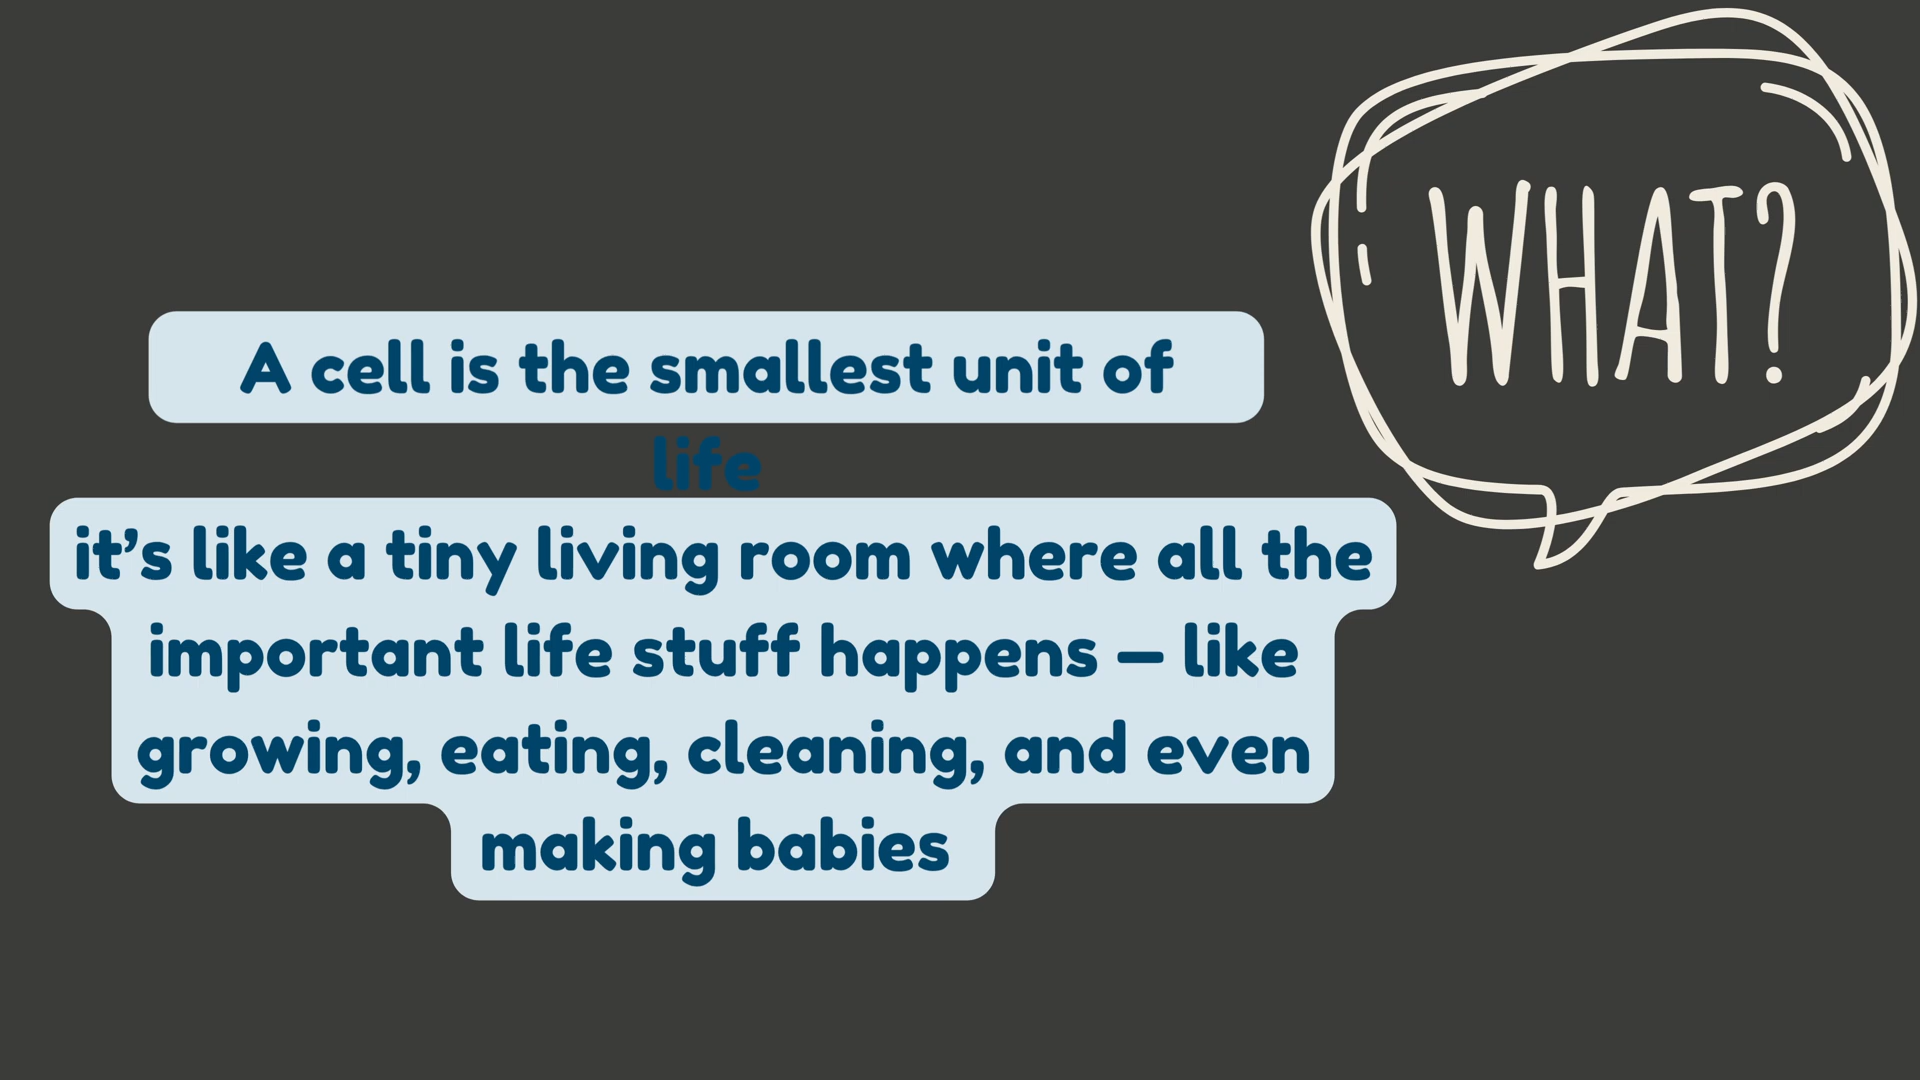 WHAT?
A cell is the smallest unit of
life
it's like a tiny living room where all the
important life stuff happens — like
growing, eating, cleaning, and even
making babies